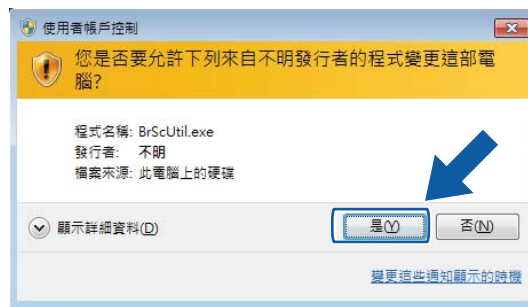 使用者帳戶控制
您是否要允許下列來自不明發行者的程式變更這部電
腦?
程式名稱: BrScUtil.exe
發行者: 不明
檔案來源: 此電腦上的硬碟
顯示詳細資料(D)
是(Y)
否(N)
變更這些通知顯示的時機